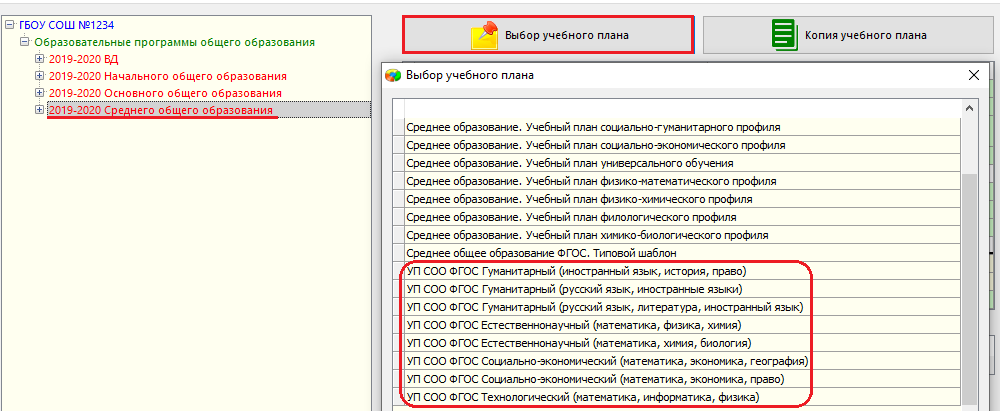 ГБОУ СОШ №1234
Образовательные программы общего образования
2019-2020 ВД
2019-2020 Начального общего образования
2019-2020 Основного общего образования
2019-2020 Среднего общего образования
Выбор учебного плана
Копия учебного плана
Выбор учебного плана
Среднее образование. Учебный план социально-гуманитарного профиля
Среднее образование. Учебный план социально-экономического профиля
Среднее образование. Учебный план универсального обучения
Среднее образование. Учебный план физико-математического профиля
Среднее образование. Учебный план физико-химического профиля
Среднее образование. Учебный план филологического профиля
Среднее образование. Учебный план химико-биологического профиля
Среднее общее образование ФГОС. Типовой шаблон
УП СОО ФГОС Гуманитарный (иностранный язык, история, право)
УП СОО ФГОС Гуманитарный (русский язык, иностранные языки)
УП СОО ФГОС Гуманитарный (русский язык, литература, иностранный язык)
УП СОО ФГОС Естественнонаучный (математика, физика, химия)
УП СОО ФГОС Естественнонаучный (математика, химия, биология)
УП СОО ФГОС Социально-экономический (математика, экономика, география)
УП СОО ФГОС Социально-экономический (математика, экономика, право)
УП СОО ФГОС Технологический (математика, информатика, физика)